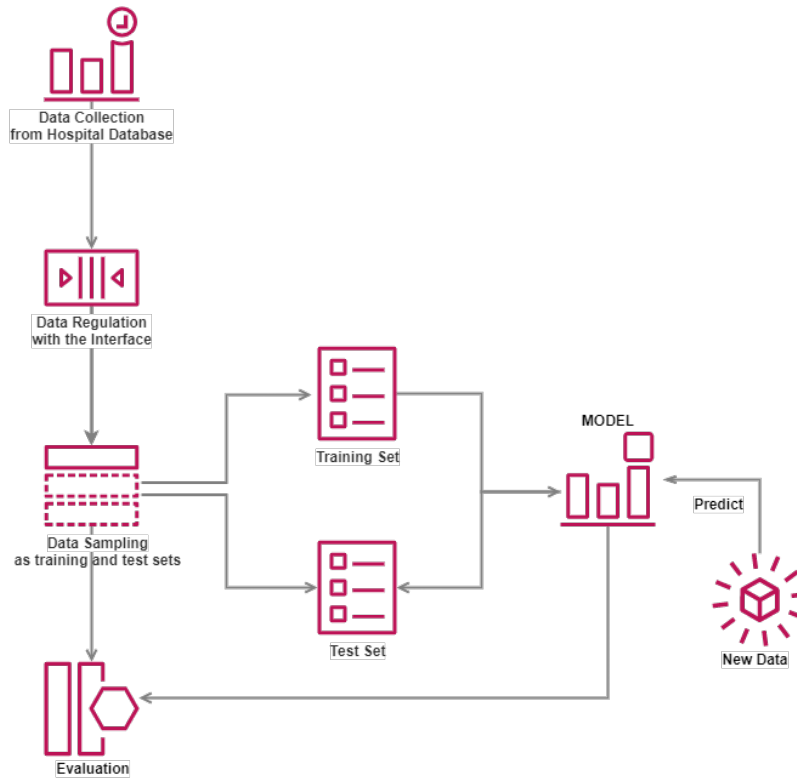 Data Collection
from Hospital Database
Data Regulation
with the Interface
Training Set
MODEL
Predict
Data Sampling
as training and test sets
Test Set
New Data
Evaluation